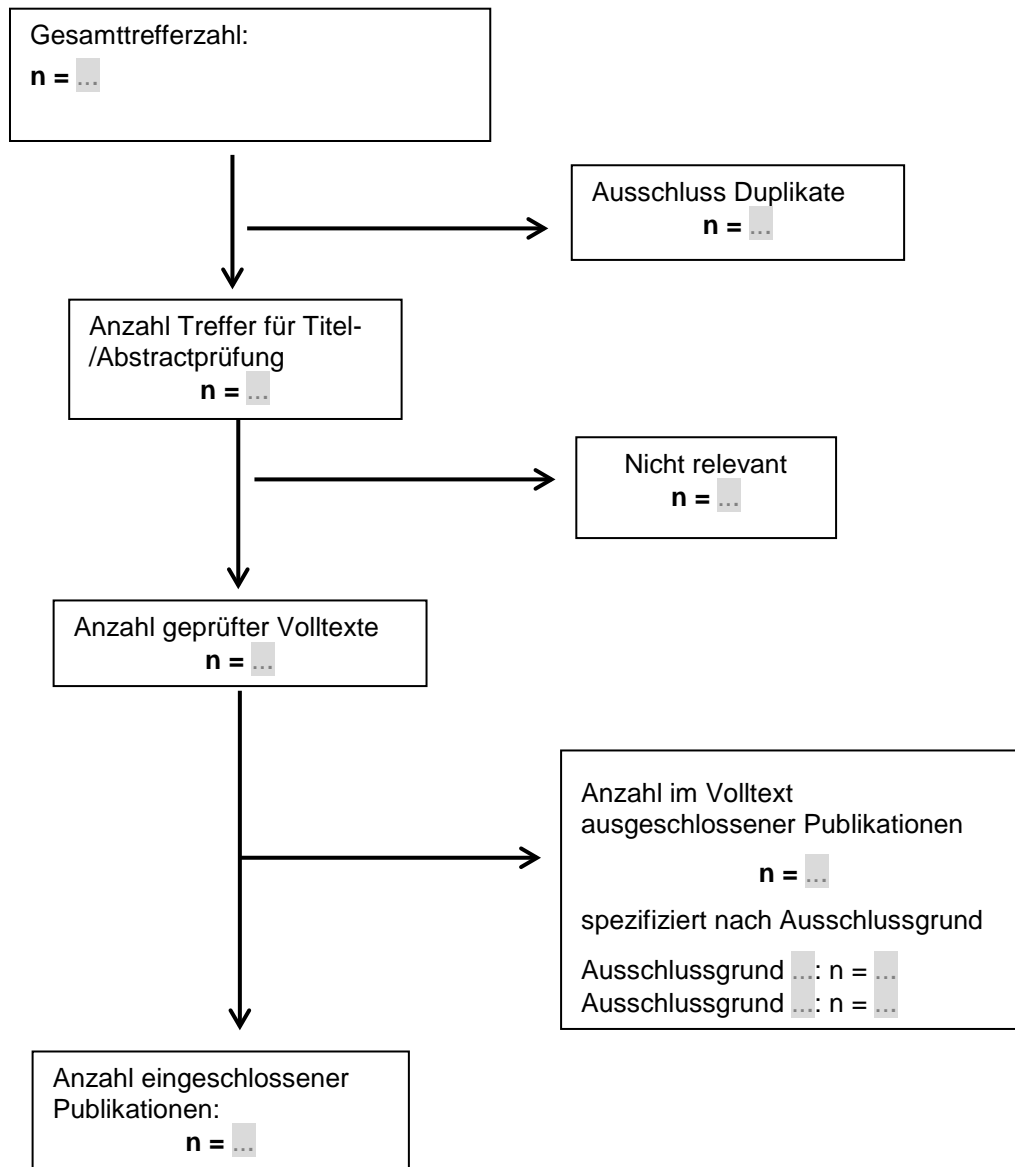 Gesamttrefferzahl:
n = ...
Ausschluss Duplikate
n = ...
Anzahl Treffer für Titel-
/Abstractprüfung
n = ...
Nicht relevant
n = ...
Anzahl geprüfter Volltexte
n = ...
Anzahl im Volltext
ausgeschlossener Publikationen
n = ...
spezifiziert nach Ausschlussgrund
Ausschlussgrund ...: n = ...
Ausschlussgrund ...: n = ...
Anzahl eingeschlossener
Publikationen:
n = ...